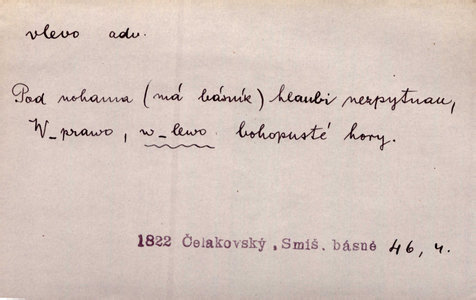 vlevo adv.
Pod nohama (má básník) hlaubi nezpytnau,
W_prawo, w_lewo bohopusté hory.
1822 Čelakovský, Smíš. básně 46, 4.